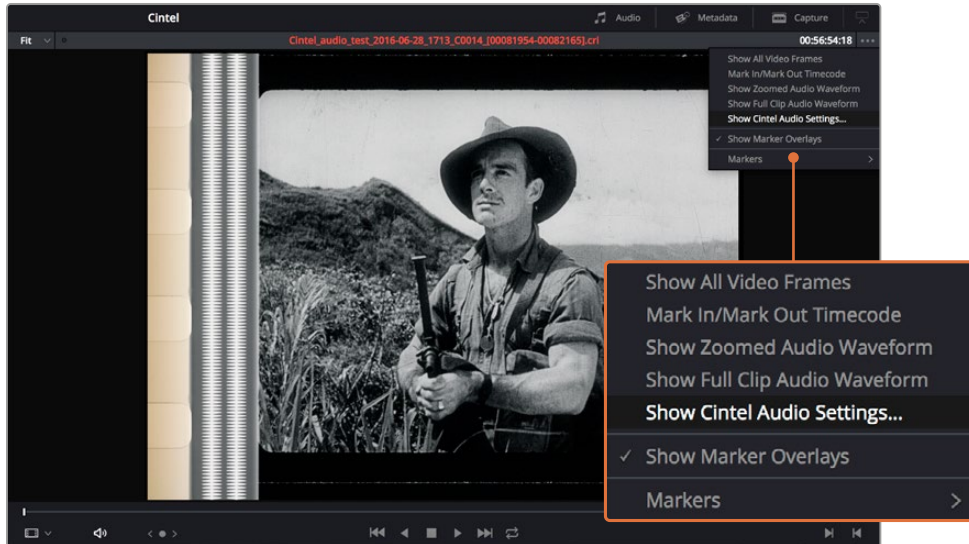 Cintel
Audio
Metadata
Capture
Fit
Cintel_audio_test_2016-06-28_1713_C0014_[00081954-00082165].cri
00:56:54:18
Show All Video Frames
Mark In/Mark Out Timecode
Show Zoomed Audio Waveform
Show Full Clip Audio Waveform
Show Cintel Audio Settings...
Show Marker Overlays
Markers
Show All Video Frames
Mark In/Mark Out Timecode
Show Zoomed Audio Waveform
Show Full Clip Audio Waveform
Show Cintel Audio Settings...
Show Marker Overlays
Markers